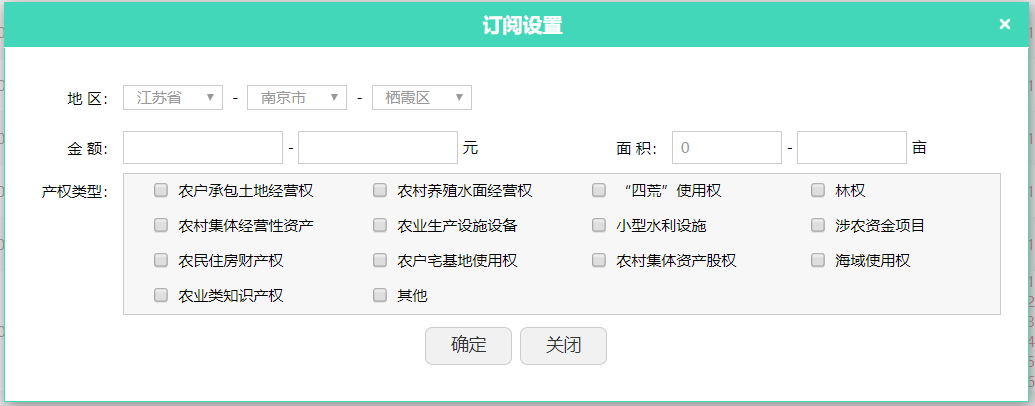 订阅设置 ×
地 区： 江苏省 ▼ - 南京市 ▼ - 栖霞区 ▼
金 额： - 元 面 积： 0 - 亩
产权类型： 农户承包土地经营权 农村养殖水面经营权 “四荒”使用权 林权
农村集体经营性资产 农业生产设施设备 小型水利设施 涉农资金项目
农民住房财产权 农户宅基地使用权 农村集体资产股权 海域使用权
农业类知识产权 其他
确定 关闭